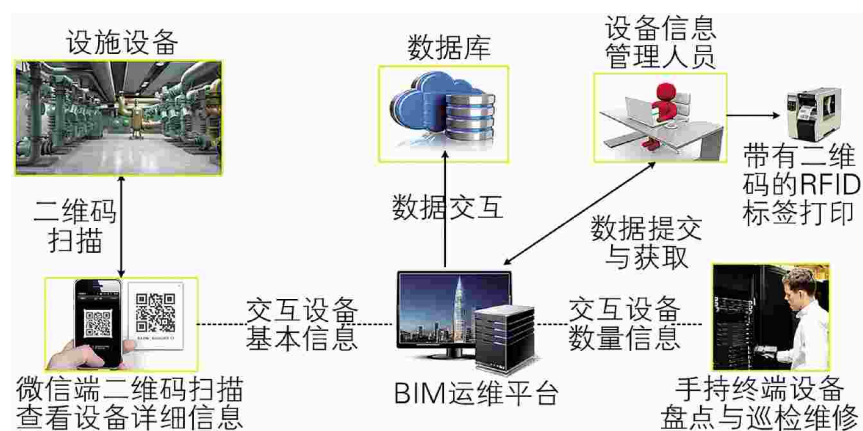 设施设备
数据库
设备信息
管理人员
带有二维
码的RFID
标签打印
二维码
扫描
数据交互
数据提交
与获取
交互设备
基本信息
交互设备
数量信息
微信端二维码扫描
查看设备详细信息
BIM运维平台
手持终端设备
盘点与巡检维修